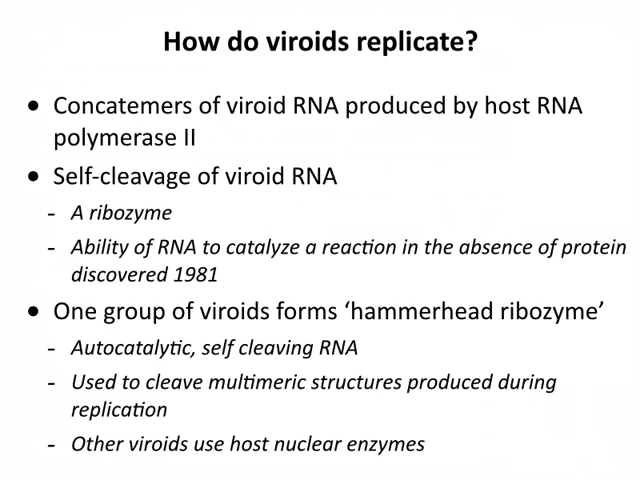 How do viroids replicate?
• Concatemers of viroid RNA produced by host RNA
polymerase II
• Self-cleavage of viroid RNA
- A ribozyme
- Ability of RNA to catalyze a reaction in the absence of protein
discovered 1981
• One group of viroids forms ‘hammerhead ribozyme’
- Autocatalytic, self cleaving RNA
- Used to cleave multimeric structures produced during
replication
- Other viroids use host nuclear enzymes